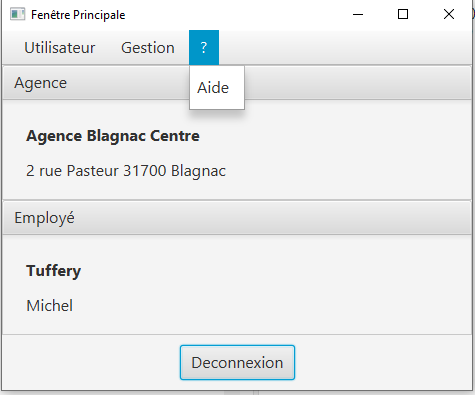 Fenêtre Principale
Utilisateur Gestion ?
Aide
Agence
Agence Blagnac Centre
2 rue Pasteur 31700 Blagnac
Employé
Tuffery
Michel
Deconnexion